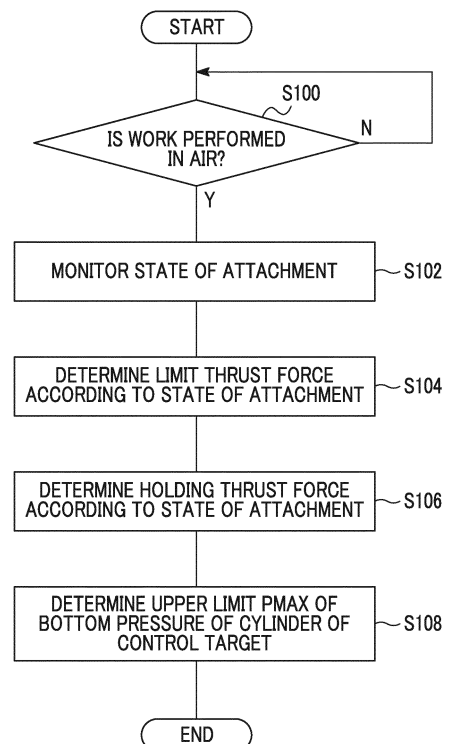 START
S100
IS WORK PERFORMED
IN AIR?
N
Y
MONITOR STATE OF ATTACHMENT
S102
DETERMINE LIMIT THRUST FORCE
ACCORDING TO STATE OF ATTACHMENT
S104
DETERMINE HOLDING THRUST FORCE
ACCORDING TO STATE OF ATTACHMENT
S106
DETERMINE UPPER LIMIT PMAX OF
BOTTOM PRESSURE OF CYLINDER OF
CONTROL TARGET
S108
END